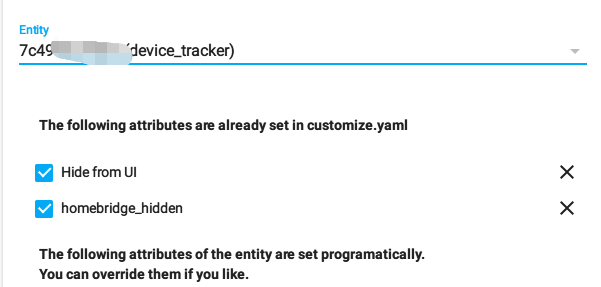 Entity
7c49 device_tracker)
The following attributes are already set in customize.yaml
Hide from UI
homebridge_hidden
The following attributes of the entity are set programatically.
You can override them if you like.